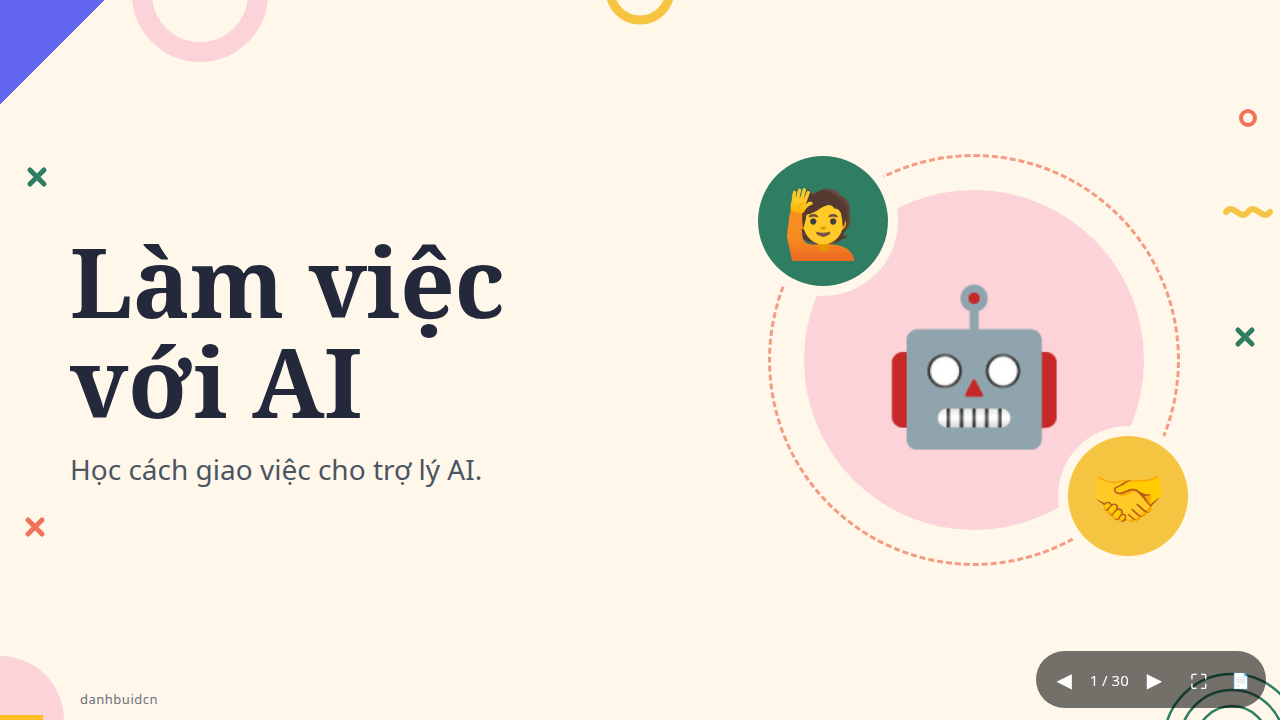 Làm việc
với AI
Học cách giao việc cho trợ lý AI.
danhbuidcn
1 / 30